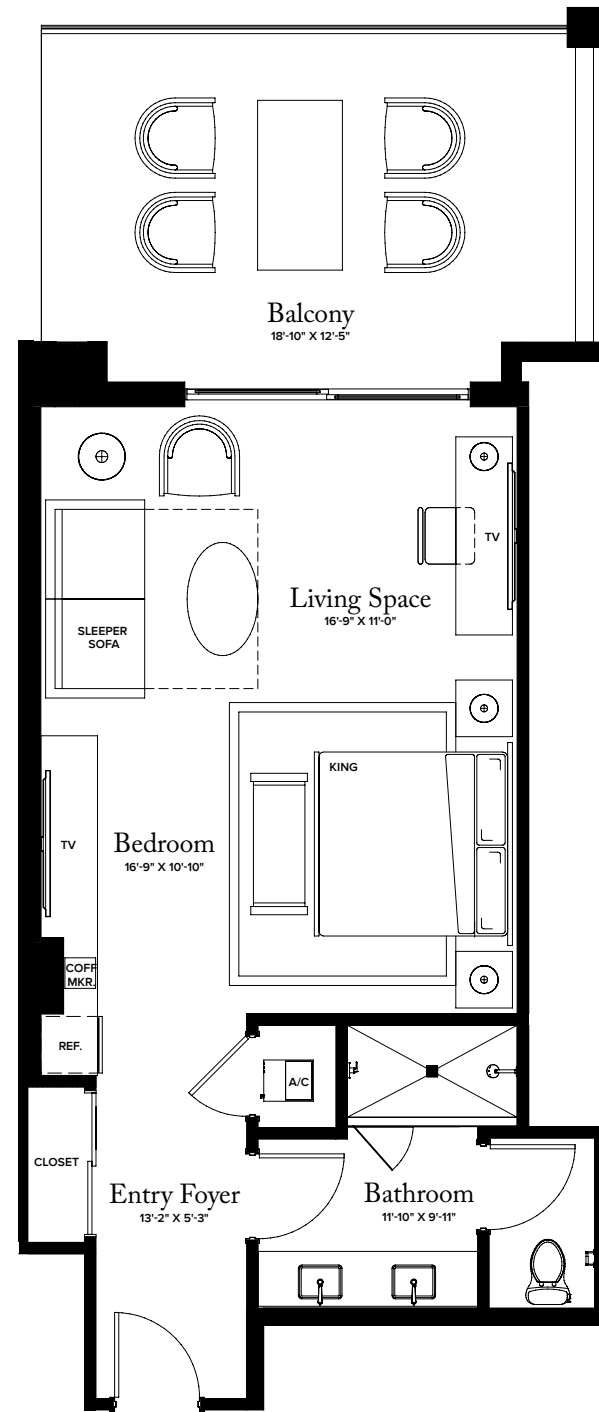 Balcony
18'-10" X 12'-5"
TV
Living Space
16'-9" X 11'-0"
SLEEPER
SOFA
KING
TV
Bedroom
16'-9" X 10'-10"
COFF
MKR.
REF.
A/C
CLOSET
Entry Foyer
13'-2" X 5'-3"
Bathroom
11'-10" X 9'-11"